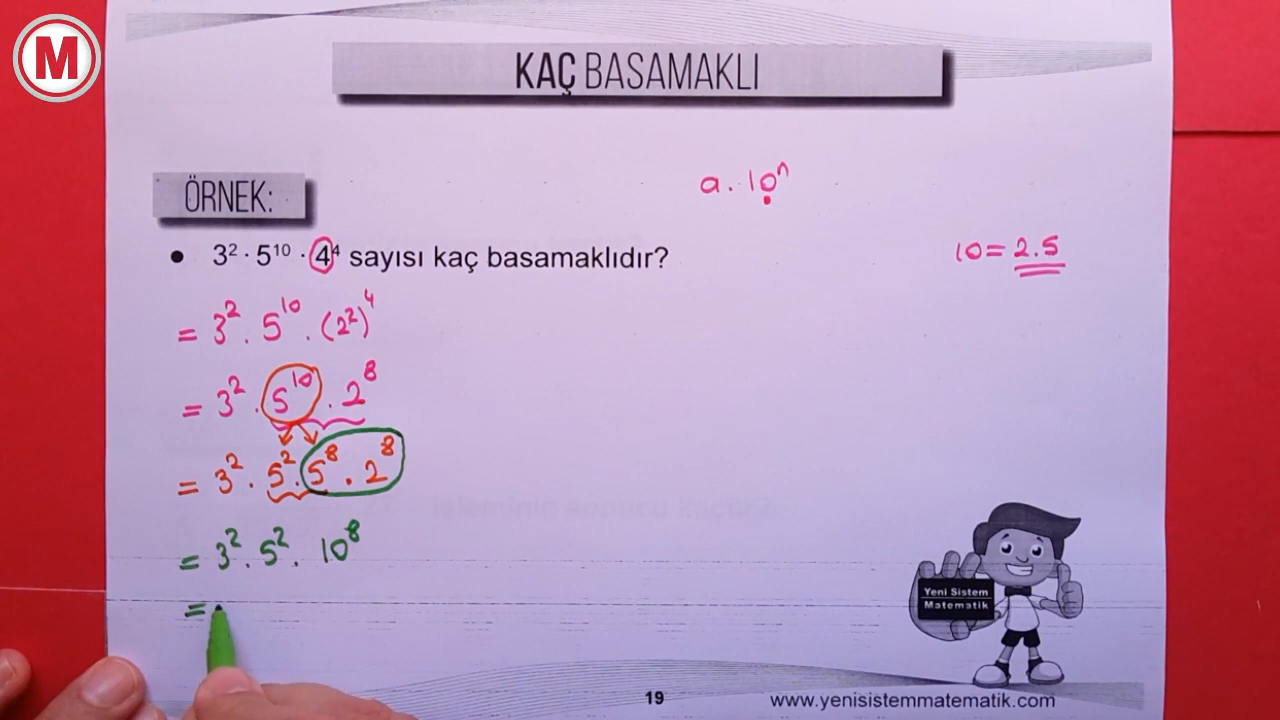 M
KAÇ BASAMAKLI
a . 10ⁿ
ÖRNEK:
• 3² · 5¹⁰ · 4⁴ sayısı kaç basamaklıdır?
10 = 2.5
= 3² . 5¹⁰ . (2²)⁴
= 3² . 5¹⁰ . 2⁸
= 3² . 5² . 5⁸ . 2⁸
= 3² . 5² . 10⁸
=
Yeni Sistem
Matematik
19
www.yenisistemmatematik.com